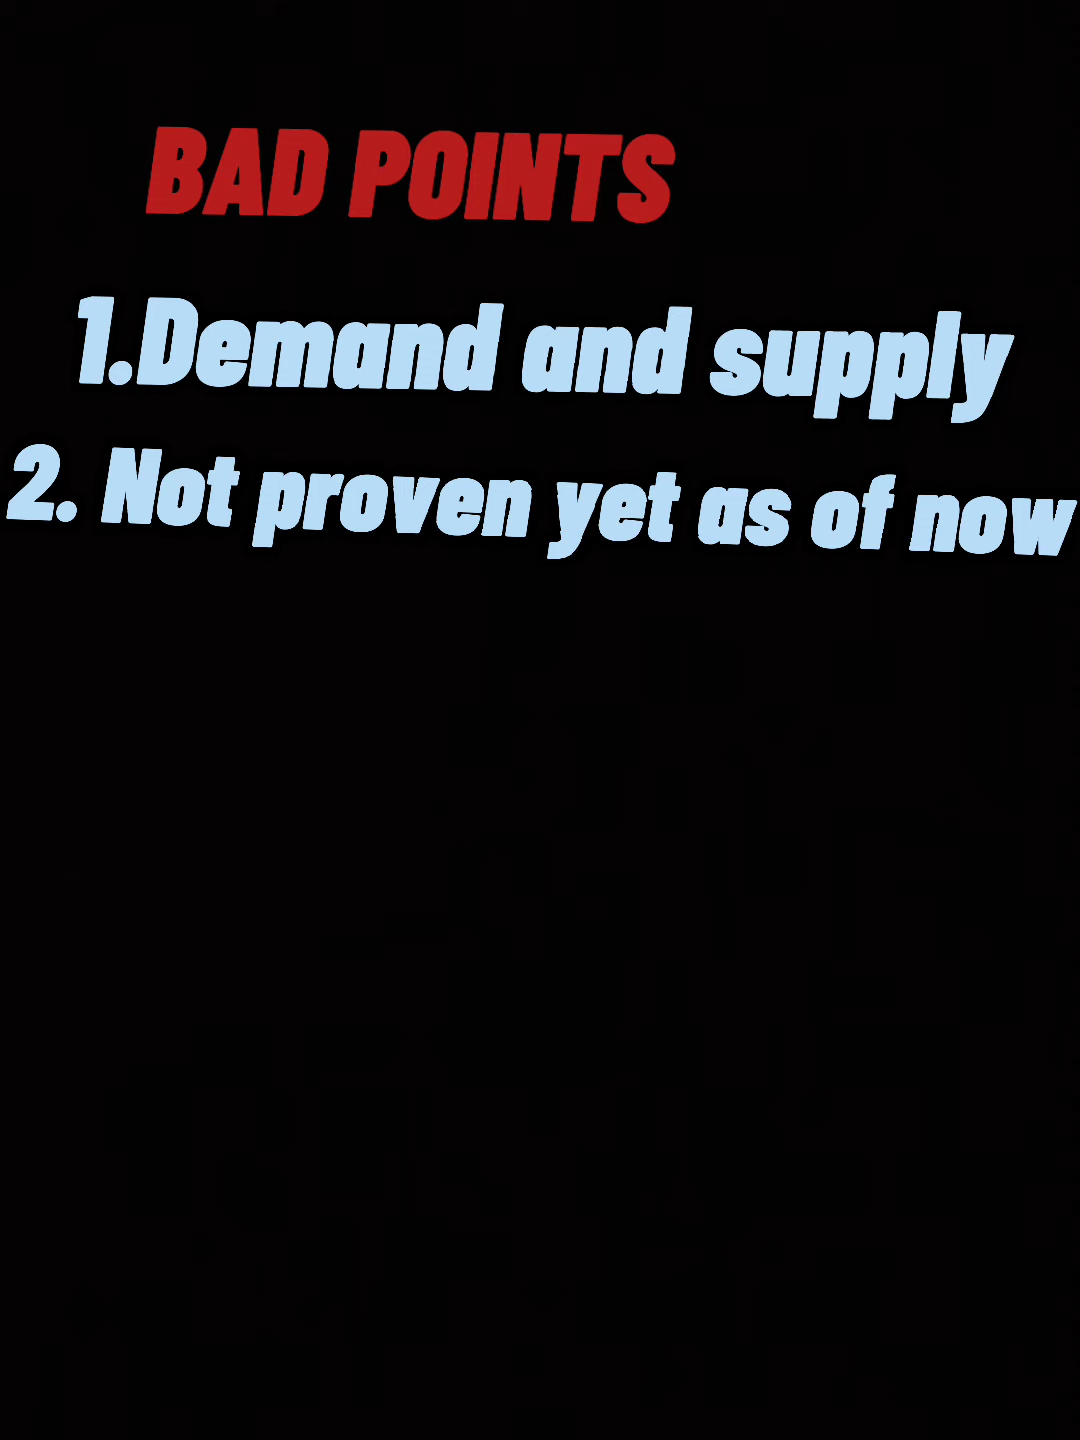 BAD POINTS
1.Demand and supply
2. Not proven yet as of now